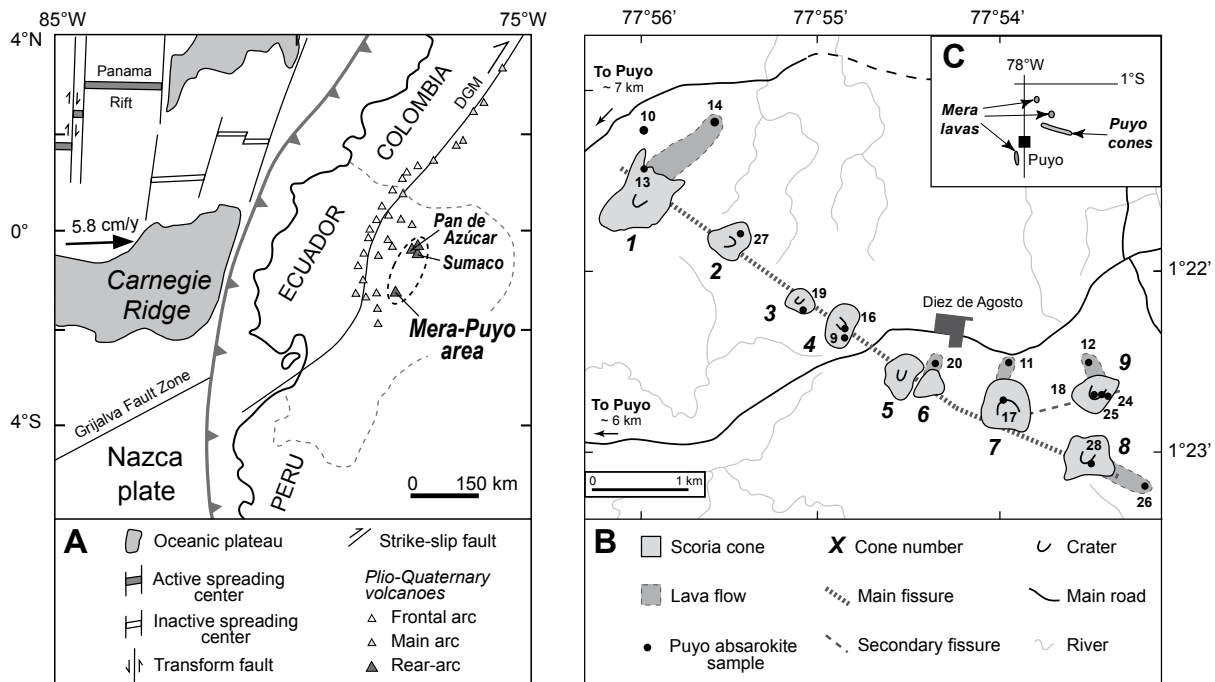 85°W
75°W
4°N
0°
4°S
Panama
Rift
5.8 cm/y
Carnegie
Ridge
Grijalva Fault Zone
Nazca
plate
COLOMBIA
ECUADOR
PERU
DGM
Pan de
Azúcar
Sumaco
Mera-Puyo
area
0 150 km
A
Oceanic plateau
Active spreading
center
Inactive spreading
center
Transform fault
Strike-slip fault
Plio-Quaternary
volcanoes
Frontal arc
Main arc
Rear-arc
77°56'
77°55'
77°54'
1°22'
1°23'
To Puyo
~ 7 km
10
14
13
1
27
2
19
3
16
9
4
Diez de Agosto
20
5
6
11
17
7
12
9
18
24
25
28
8
26
To Puyo
~ 6 km
0 1 km
C
78°W
1°S
Mera
lavas
Puyo
cones
Puyo
B
Scoria cone
Lava flow
Puyo absarokite
sample
X Cone number
Main fissure
Secondary fissure
Crater
Main road
River